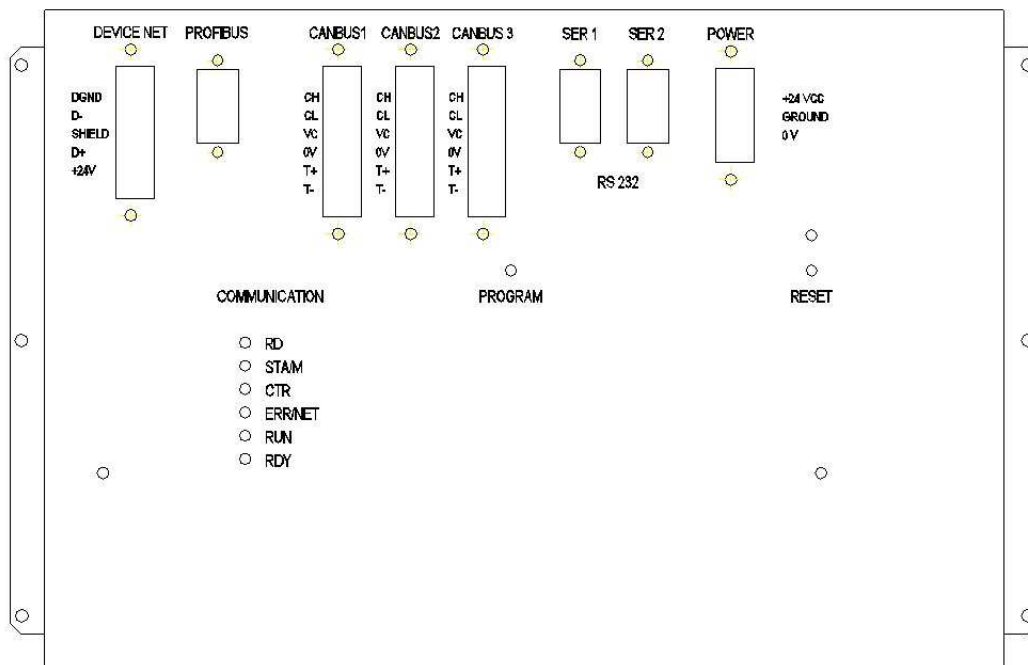 DEVICE NET
PROFIBUS
CANBUS1
CANBUS2
CANBUS 3
SER 1
SER 2
POWER
DGND
D-
SHIELD
D+
+24V
CH
CL
VC
0V
T+
T-
CH
CL
VC
0V
T+
T-
CH
CL
VC
0V
T+
T-
RS 232
+24 VCC
GROUND
0 V
COMMUNICATION
PROGRAM
RESET
RD
STA/M
CTR
ERR/NET
RUN
RDY